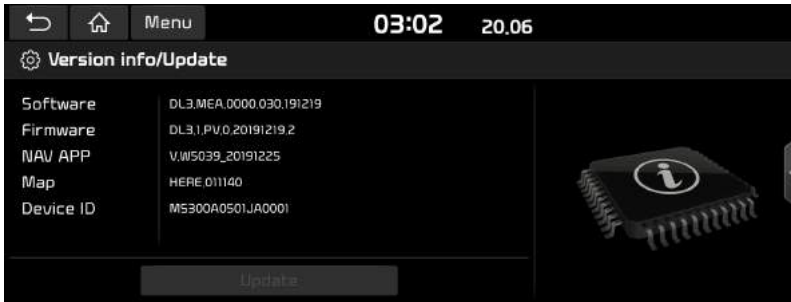 Menu 03:02 20.06
Version info/Update
Software DL3.MEA.0000.030.191219
Firmware DL3.1.PV.0.20191219.2
NAV APP V.W5039_20191225
Map HERE.011140
Device ID M5300A0501JA0001
Update